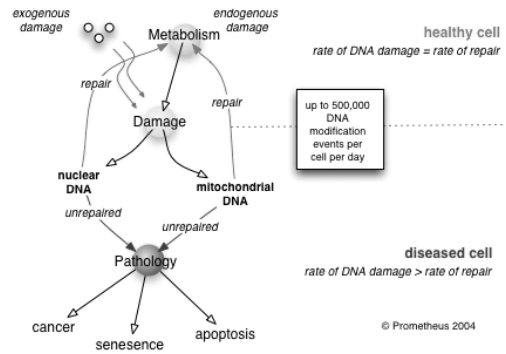 exogenous
damage
endogenous
damage
Metabolism
healthy cell
rate of DNA damage = rate of repair
repair
repair
up to 500,000
DNA
modification
events per
cell per day
Damage
nuclear
DNA
mitochondrial
DNA
unrepaired
unrepaired
Pathology
diseased cell
rate of DNA damage > rate of repair
cancer
senesence
apoptosis
© Prometheus 2004